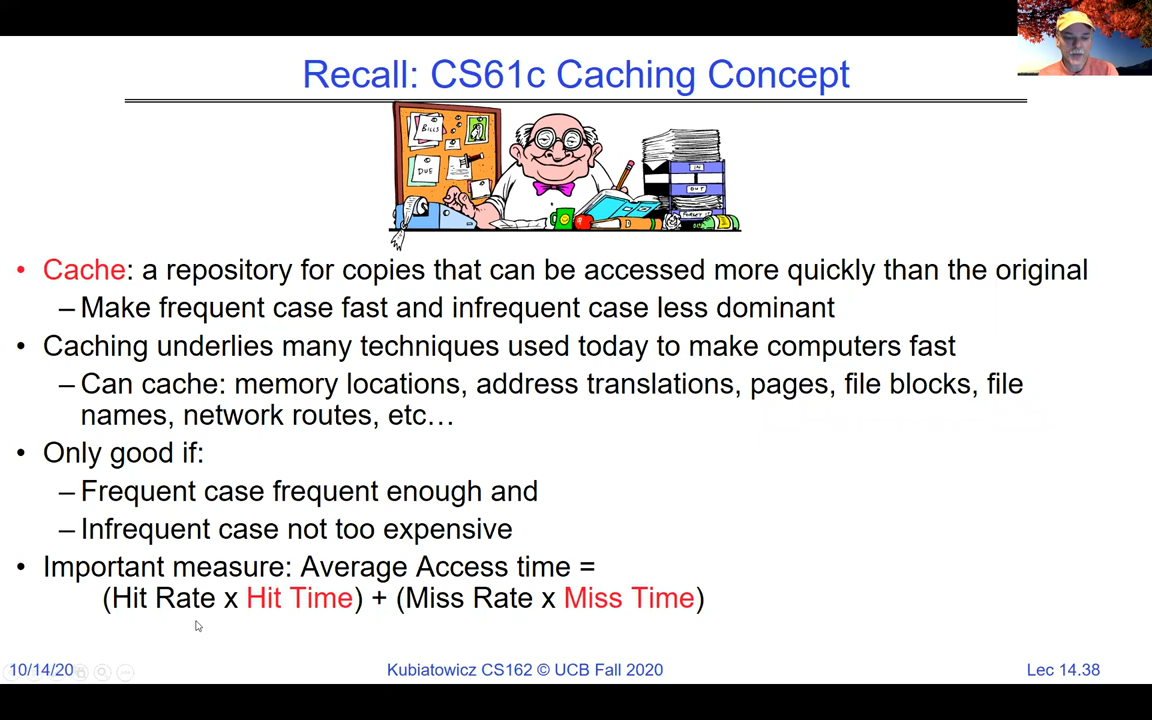 Recall: CS61c Caching Concept
BILLS
DUE
IN
OUT
• Cache: a repository for copies that can be accessed more quickly than the original
– Make frequent case fast and infrequent case less dominant
• Caching underlies many techniques used today to make computers fast
– Can cache: memory locations, address translations, pages, file blocks, file
names, network routes, etc…
• Only good if:
– Frequent case frequent enough and
– Infrequent case not too expensive
• Important measure: Average Access time =
(Hit Rate x Hit Time) + (Miss Rate x Miss Time)
10/14/20
Kubiatowicz CS162 © UCB Fall 2020
Lec 14.38